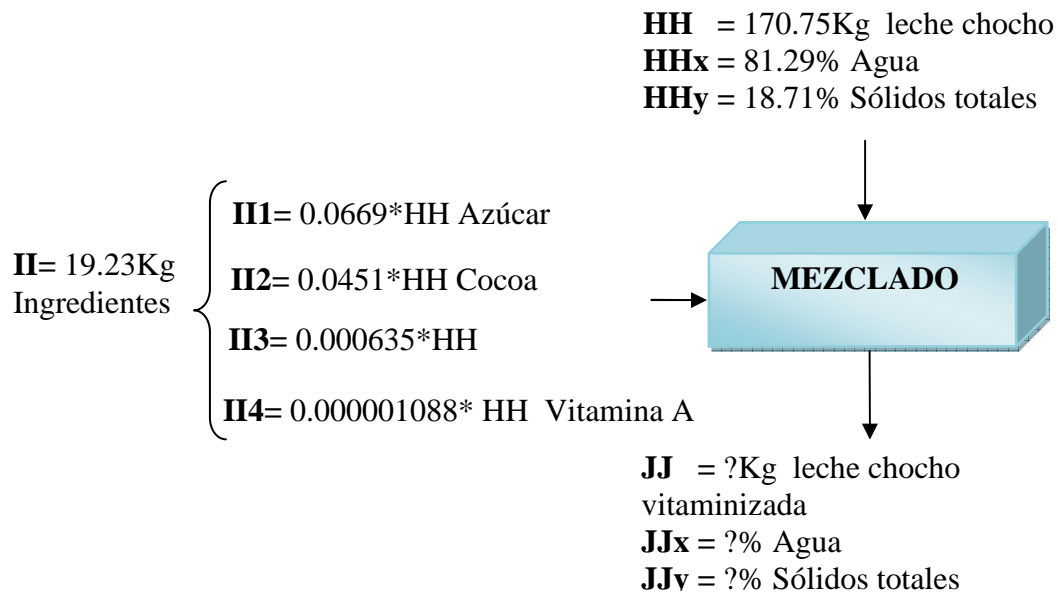 HH = 170.75Kg leche chocho
HHx = 81.29% Agua
HHy = 18.71% Sólidos totales
II= 19.23Kg
Ingredientes
II1= 0.0669*HH Azúcar
II2= 0.0451*HH Cocoa
II3= 0.000635*HH
II4= 0.000001088* HH Vitamina A
MEZCLADO
JJ = ?Kg leche chocho
vitaminizada
JJx = ?% Agua
JJy = ?% Sólidos totales